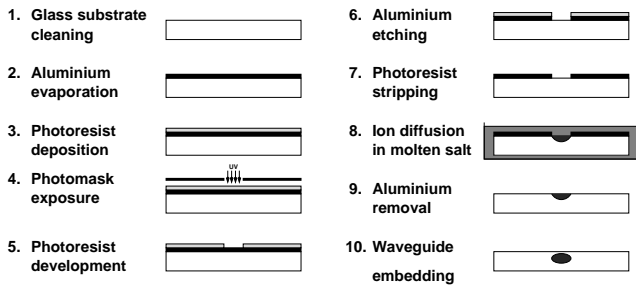 1. Glass substrate
cleaning
2. Aluminium
evaporation
3. Photoresist
deposition
4. Photomask
exposure
UV
5. Photoresist
development
6. Aluminium
etching
7. Photoresist
stripping
8. Ion diffusion
in molten salt
9. Aluminium
removal
10. Waveguide
embedding